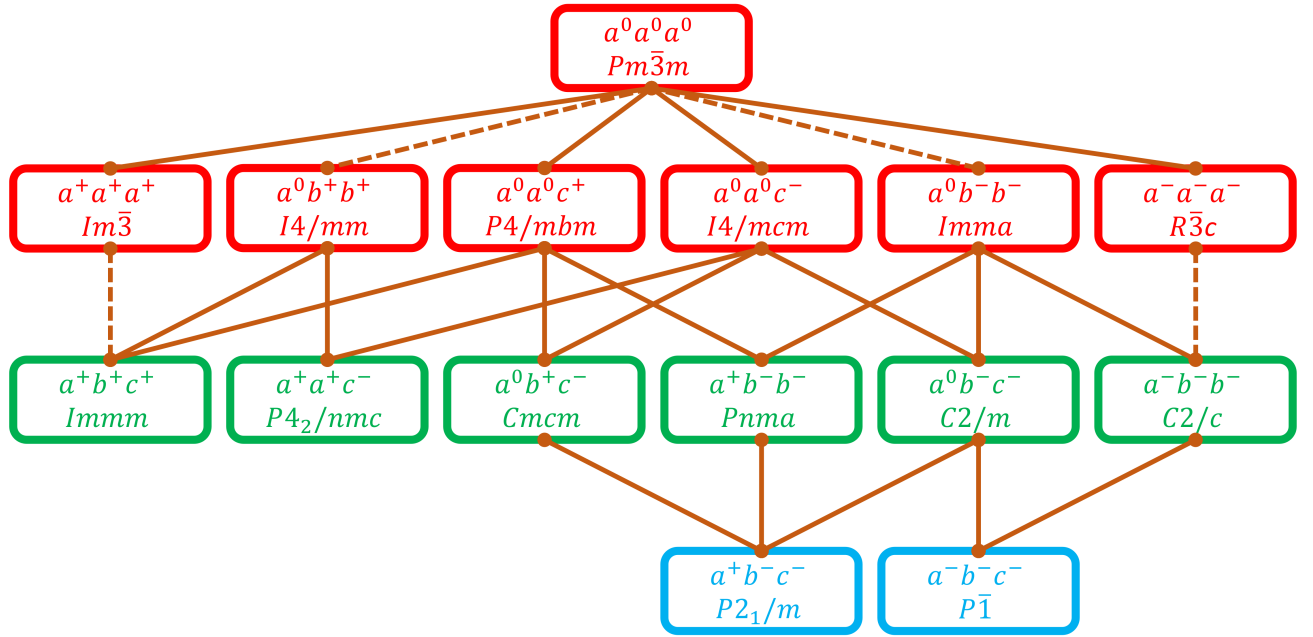 a⁰a⁰a⁰
Pm3̅m
a⁺a⁺a⁺
Im3̅
a⁰b⁺b⁺
I4/mm
a⁰a⁰c⁺
P4/mbm
a⁰a⁰c⁻
I4/mcm
a⁰b⁻b⁻
Imma
a⁻a⁻a⁻
R3̅c
a⁺b⁺c⁺
Immm
a⁺a⁺c⁻
P4₂/nmc
a⁰b⁺c⁻
Cmcm
a⁺b⁻b⁻
Pnma
a⁰b⁻c⁻
C2/m
a⁻b⁻b⁻
C2/c
a⁺b⁻c⁻
P2₁/m
a⁻b⁻c⁻
P1̅